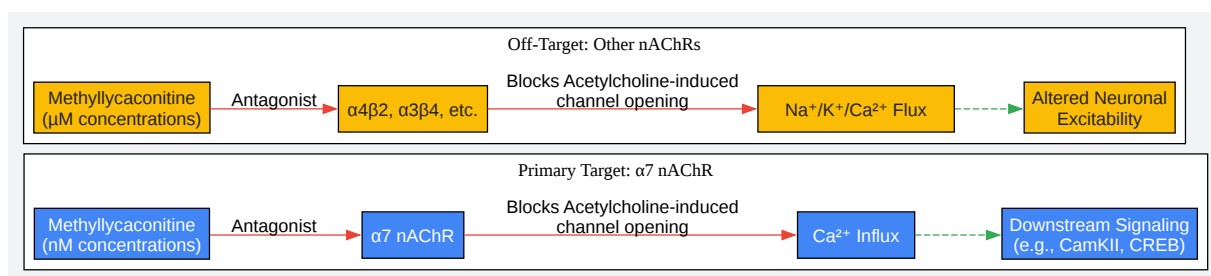 Off-Target: Other nAChRs
Methyllycaconitine
(µM concentrations)
Antagonist
α4β2, α3β4, etc.
Blocks Acetylcholine-induced
channel opening
Na⁺/K⁺/Ca²⁺ Flux
Altered Neuronal
Excitability
Primary Target: α7 nAChR
Methyllycaconitine
(nM concentrations)
Antagonist
α7 nAChR
Blocks Acetylcholine-induced
channel opening
Ca²⁺ Influx
Downstream Signaling
(e.g., CamKII, CREB)